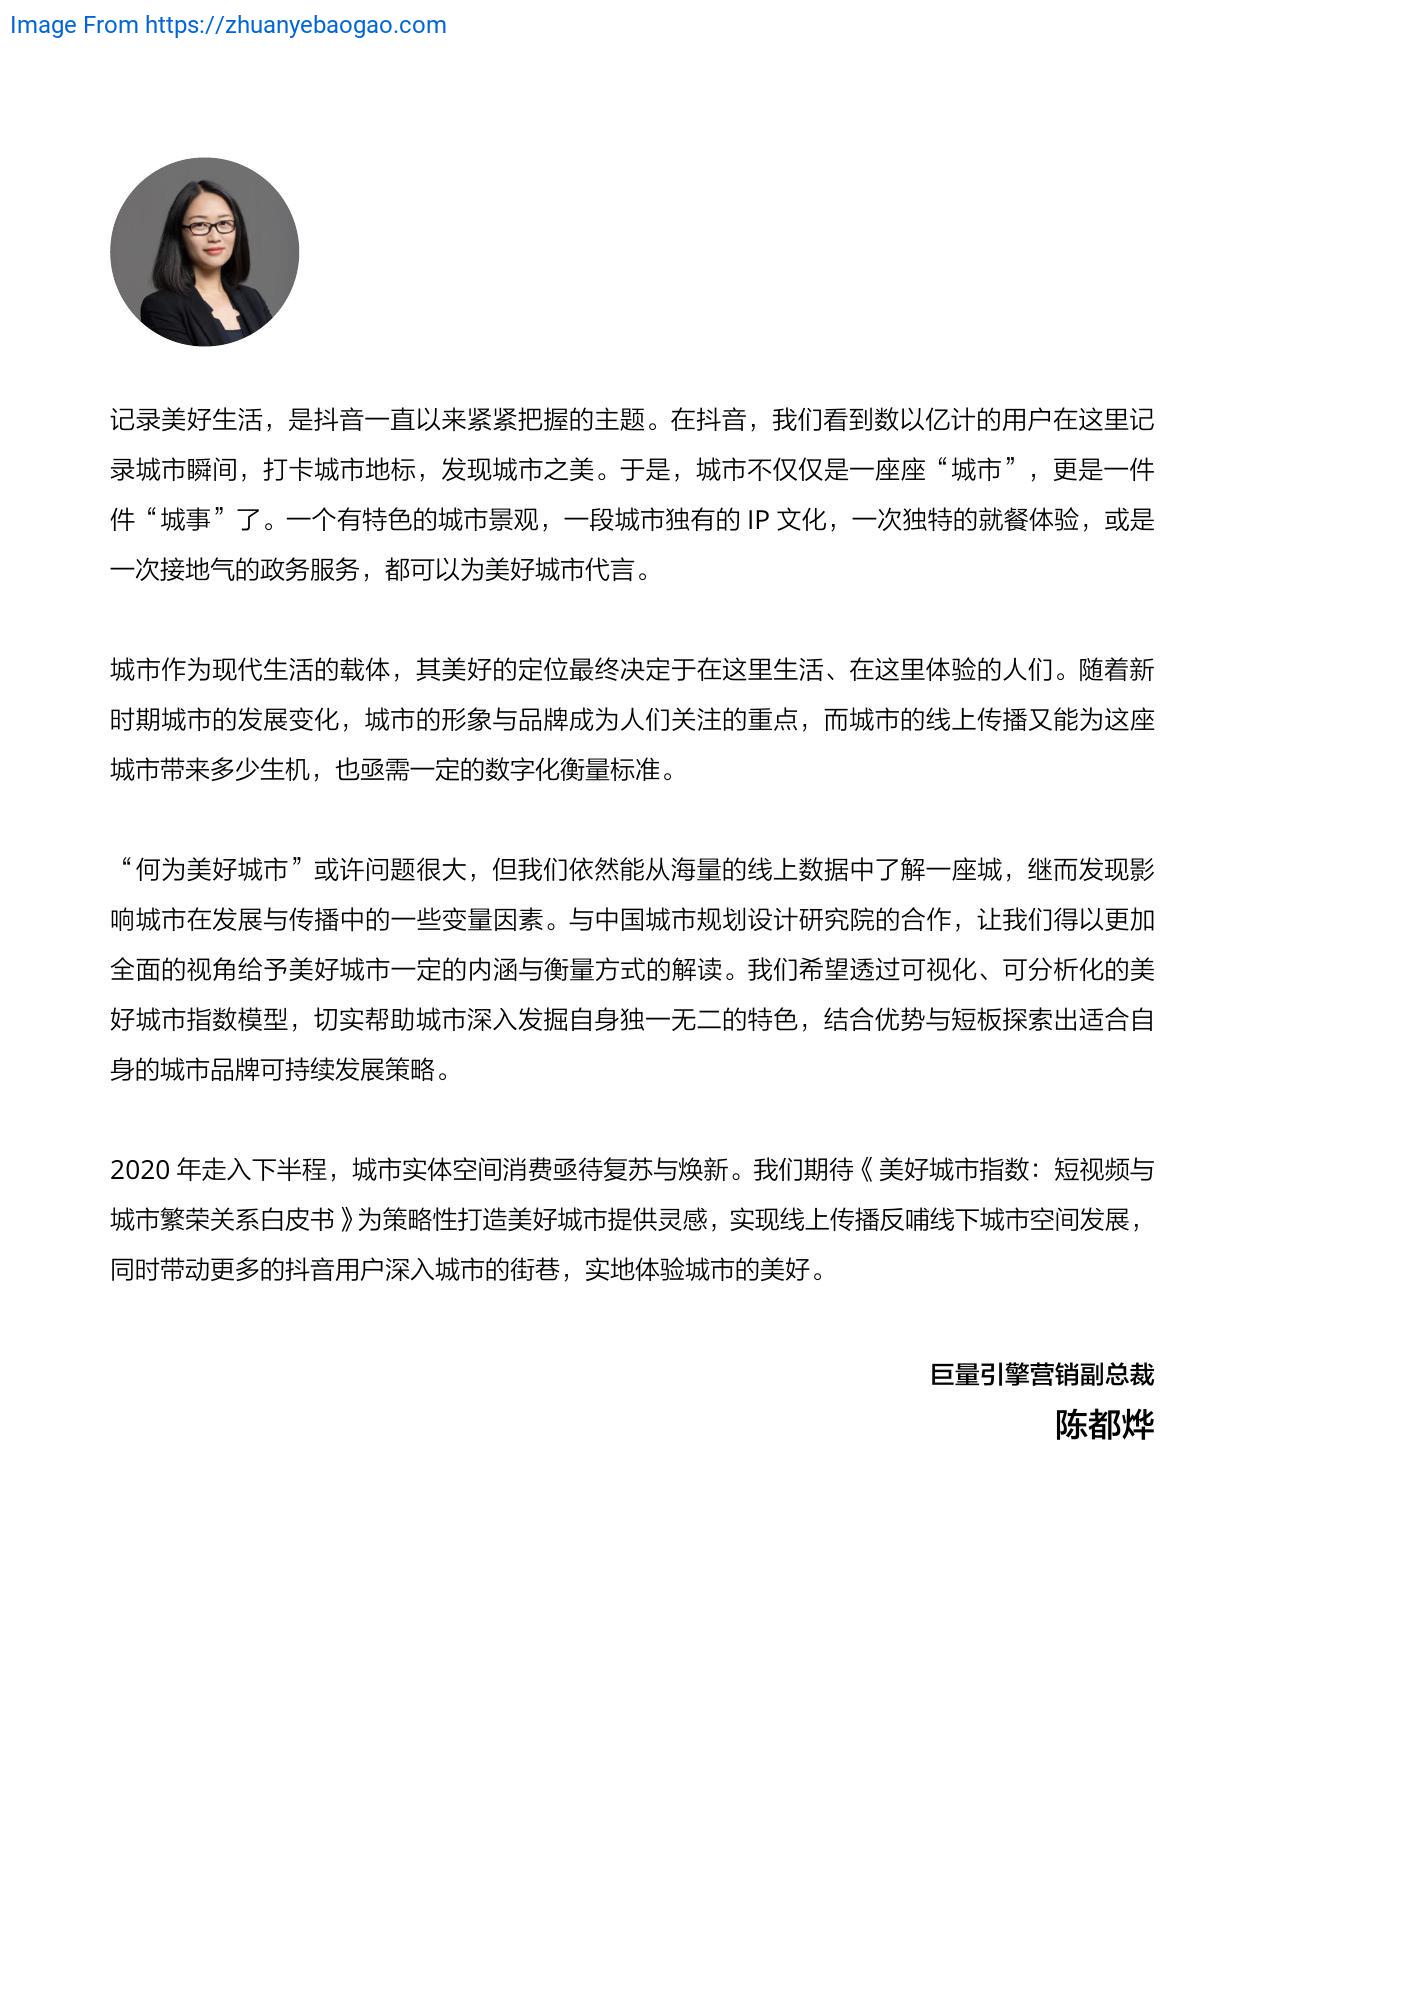 Image From https://zhuanyebaogao.com
记录美好生活，是抖音一直以来紧紧把握的主题。在抖音，我们看到数以亿计的用户在这里记
录城市瞬间，打卡城市地标，发现城市之美。于是，城市不仅仅是一座座“城市”，更是一件
件“城事”了。一个有特色的城市景观，一段城市独有的 IP 文化，一次独特的就餐体验，或是
一次接地气的政务服务，都可以为美好城市代言。
城市作为现代生活的载体，其美好的定位最终决定于在这里生活、在这里体验的人们。随着新
时期城市的发展变化，城市的形象与品牌成为人们关注的重点，而城市的线上传播又能为这座
城市带来多少生机，也亟需一定的数字化衡量标准。
“何为美好城市”或许问题很大，但我们依然能从海量的线上数据中了解一座城，继而发现影
响城市在发展与传播中的一些变量因素。与中国城市规划设计研究院的合作，让我们得以更加
全面的视角给予美好城市一定的内涵与衡量方式的解读。我们希望透过可视化、可分析化的美
好城市指数模型，切实帮助城市深入发掘自身独一无二的特色，结合优势与短板探索出适合自
身的城市品牌可持续发展策略。
2020 年走入下半程，城市实体空间消费亟待复苏与焕新。我们期待《美好城市指数：短视频与
城市繁荣关系白皮书》为策略性打造美好城市提供灵感，实现线上传播反哺线下城市空间发展，
同时带动更多的抖音用户深入城市的街巷，实地体验城市的美好。
巨量引擎营销副总裁
陈都烨